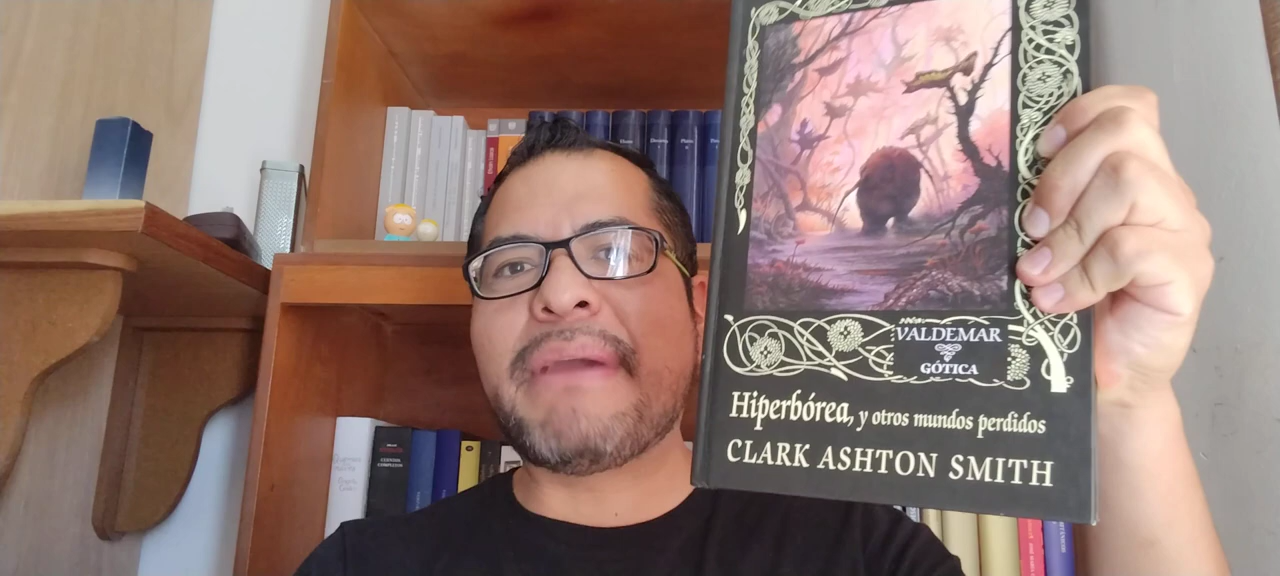 VALDEMAR
GÓTICA
Hiperbórea, y otros mundos perdidos
CLARK ASHTON SMITH